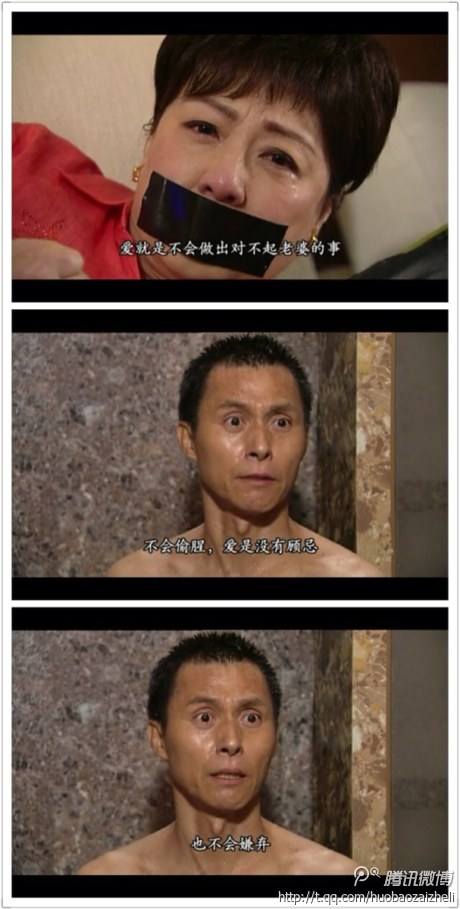 爱就是不会做出对不起老婆的事
不会偷腥，爱是没有顾忌
也不会嫌弃
腾讯微博
http://t.qq.com/huobaozaizheli